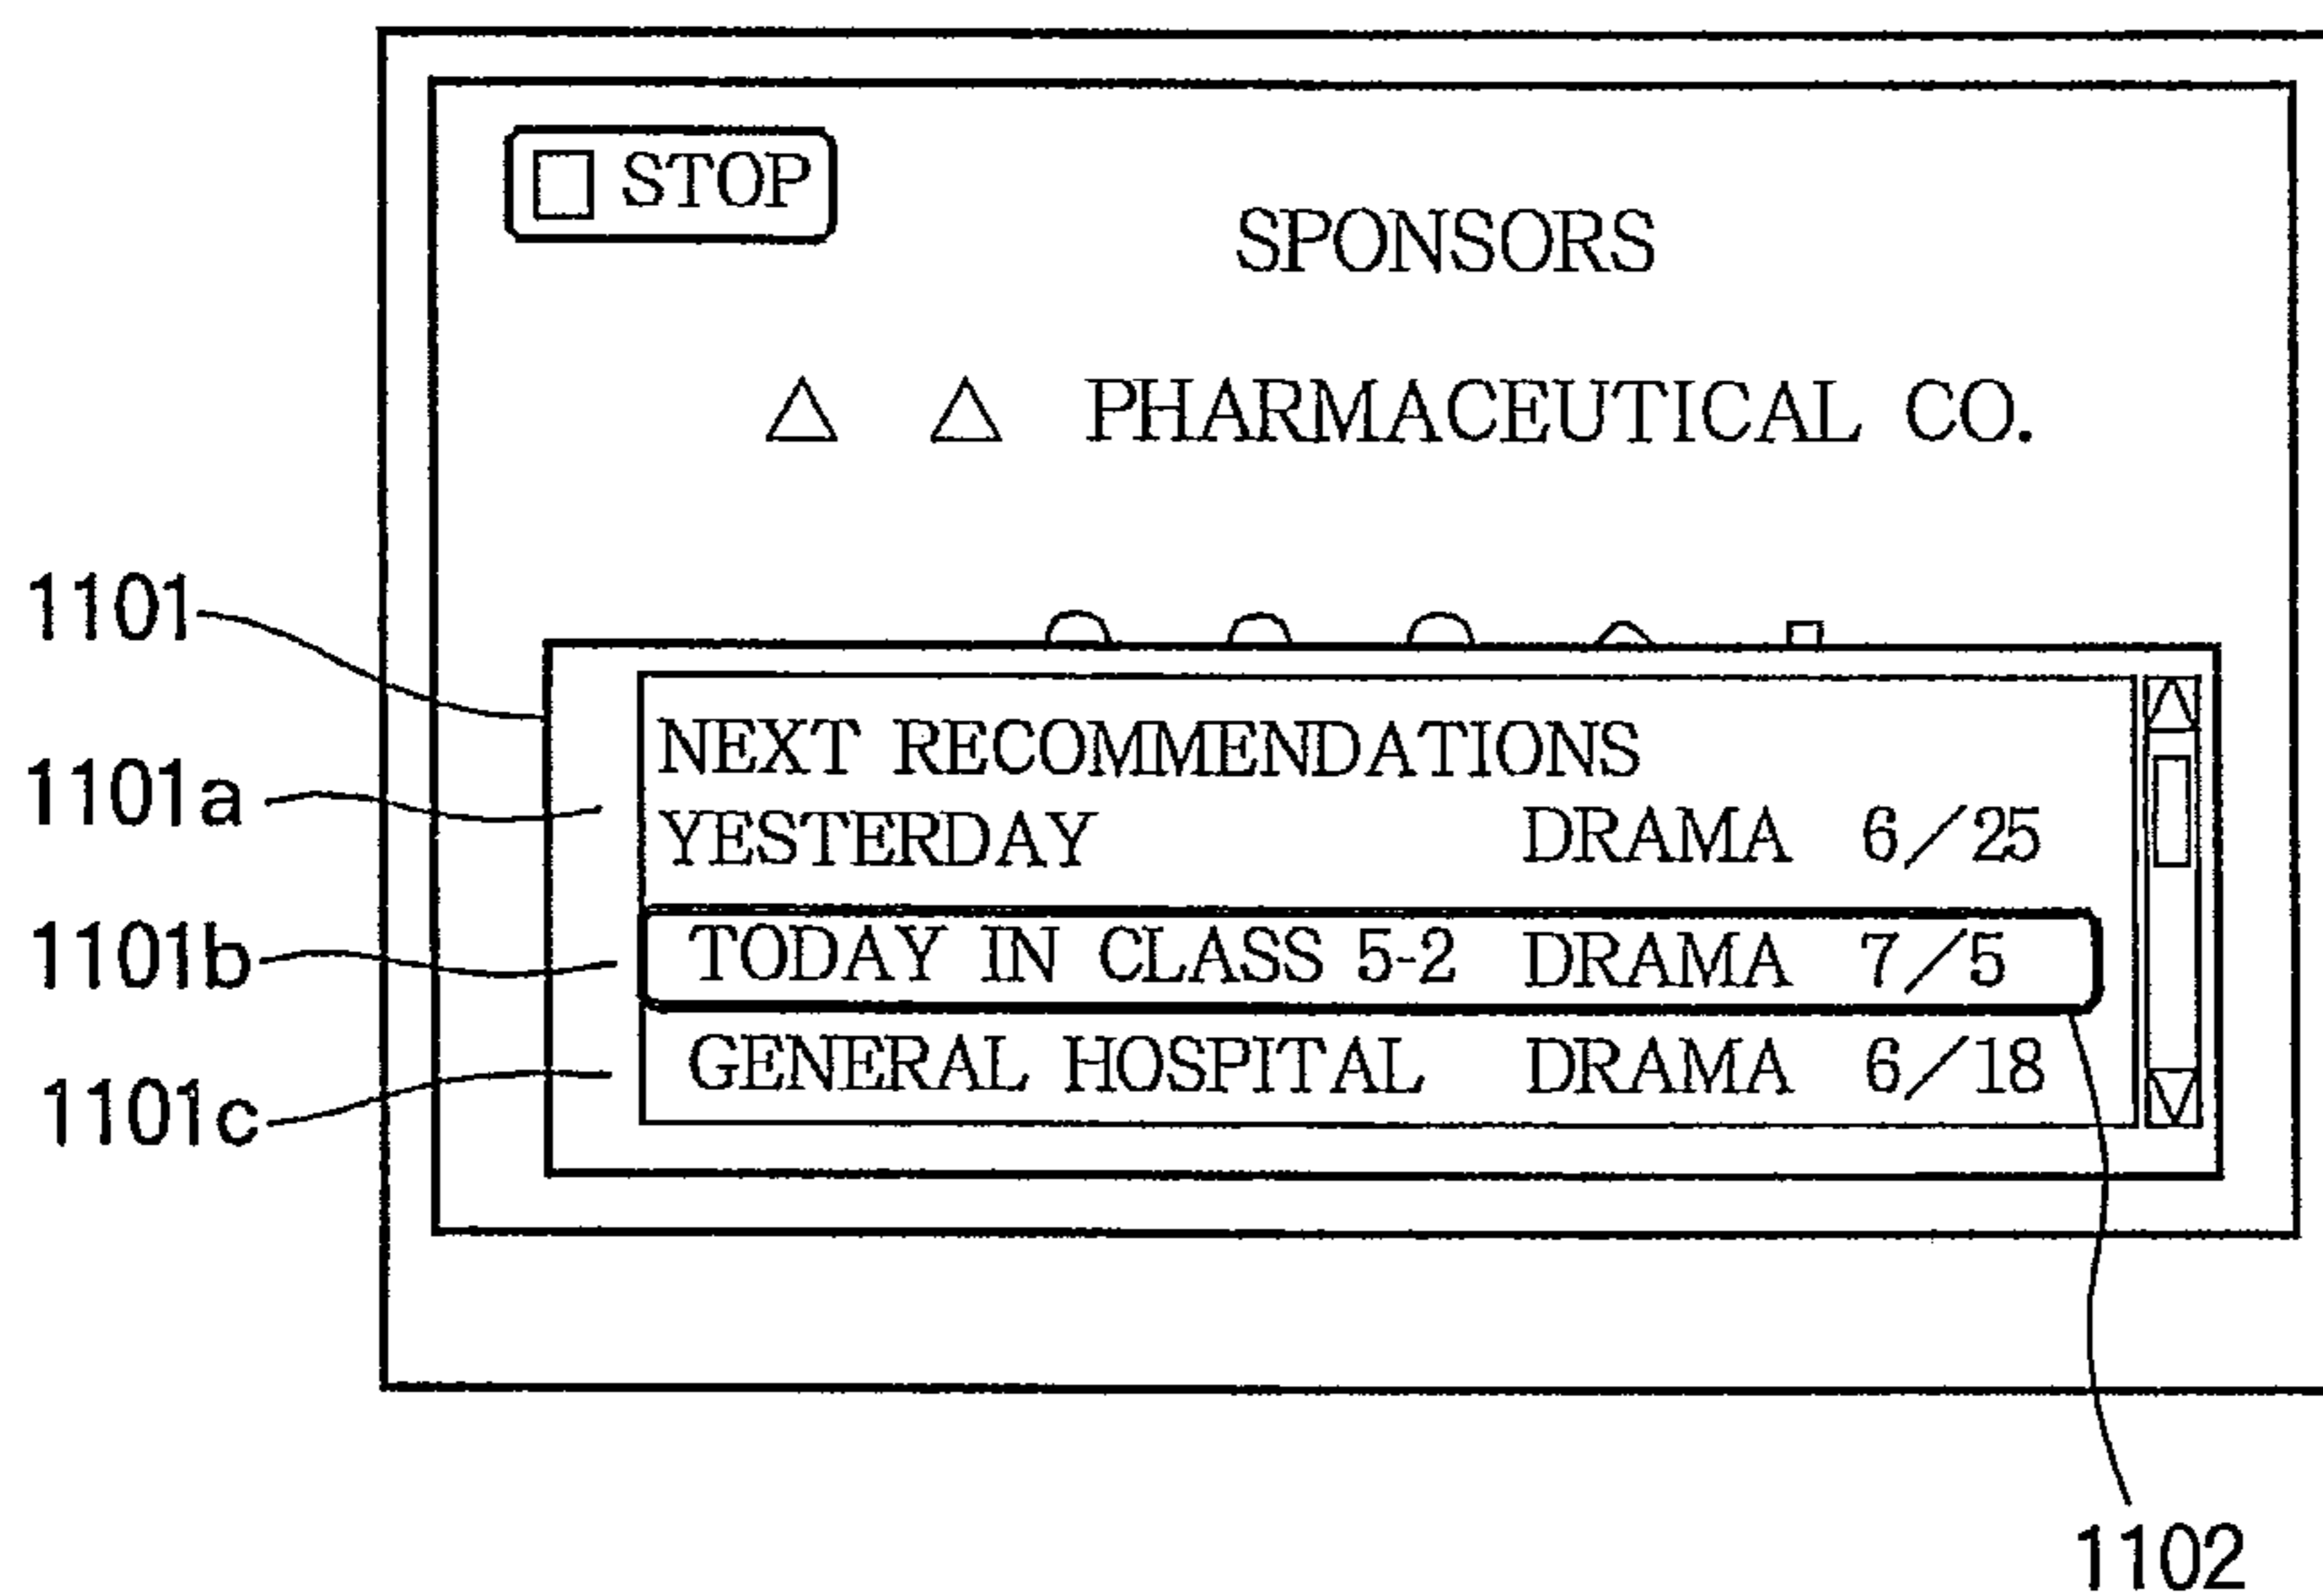 □ STOP
SPONSORS
△ △ PHARMACEUTICAL CO.
1101
NEXT RECOMMENDATIONS
1101a
YESTERDAY DRAMA 6/25
1101b
TODAY IN CLASS 5-2 DRAMA 7/5
1101c
GENERAL HOSPITAL DRAMA 6/18
1102